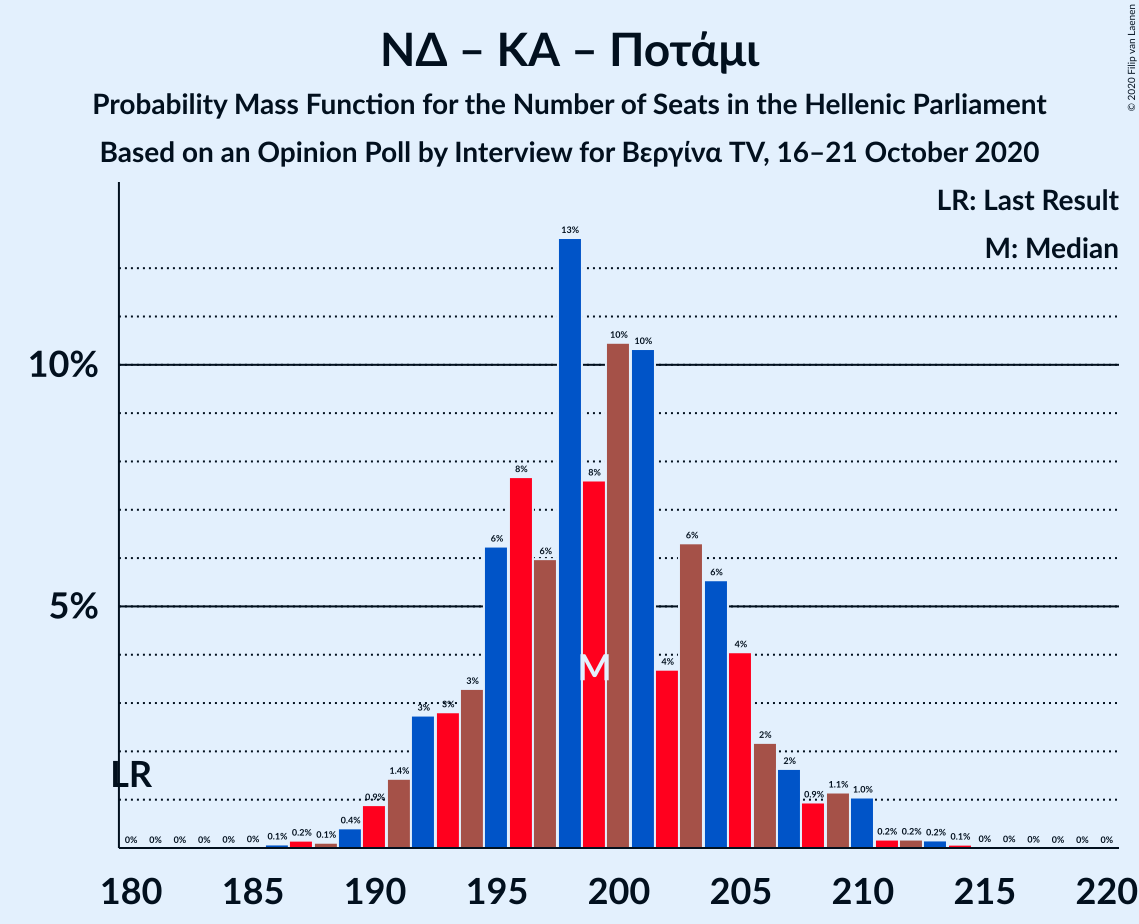 ΝΔ – ΚΑ – Ποτάμι
Probability Mass Function for the Number of Seats in the Hellenic Parliament
Based on an Opinion Poll by Interview for Βεργίνα TV, 16–21 October 2020
© 2020 Filip van Laenen
LR: Last Result
M: Median
10%
5%
LR
M
0% 0% 0% 0% 0% 0% 0.1% 0.2% 0.1% 0.4% 0.9% 1.4% 3% 3% 3% 6% 8% 6% 13% 8% 10% 10% 4% 6% 6% 4% 2% 2% 0.9% 1.1% 1.0% 0.2% 0.2% 0.2% 0.1% 0% 0% 0% 0% 0% 0%
180 185 190 195 200 205 210 215 220